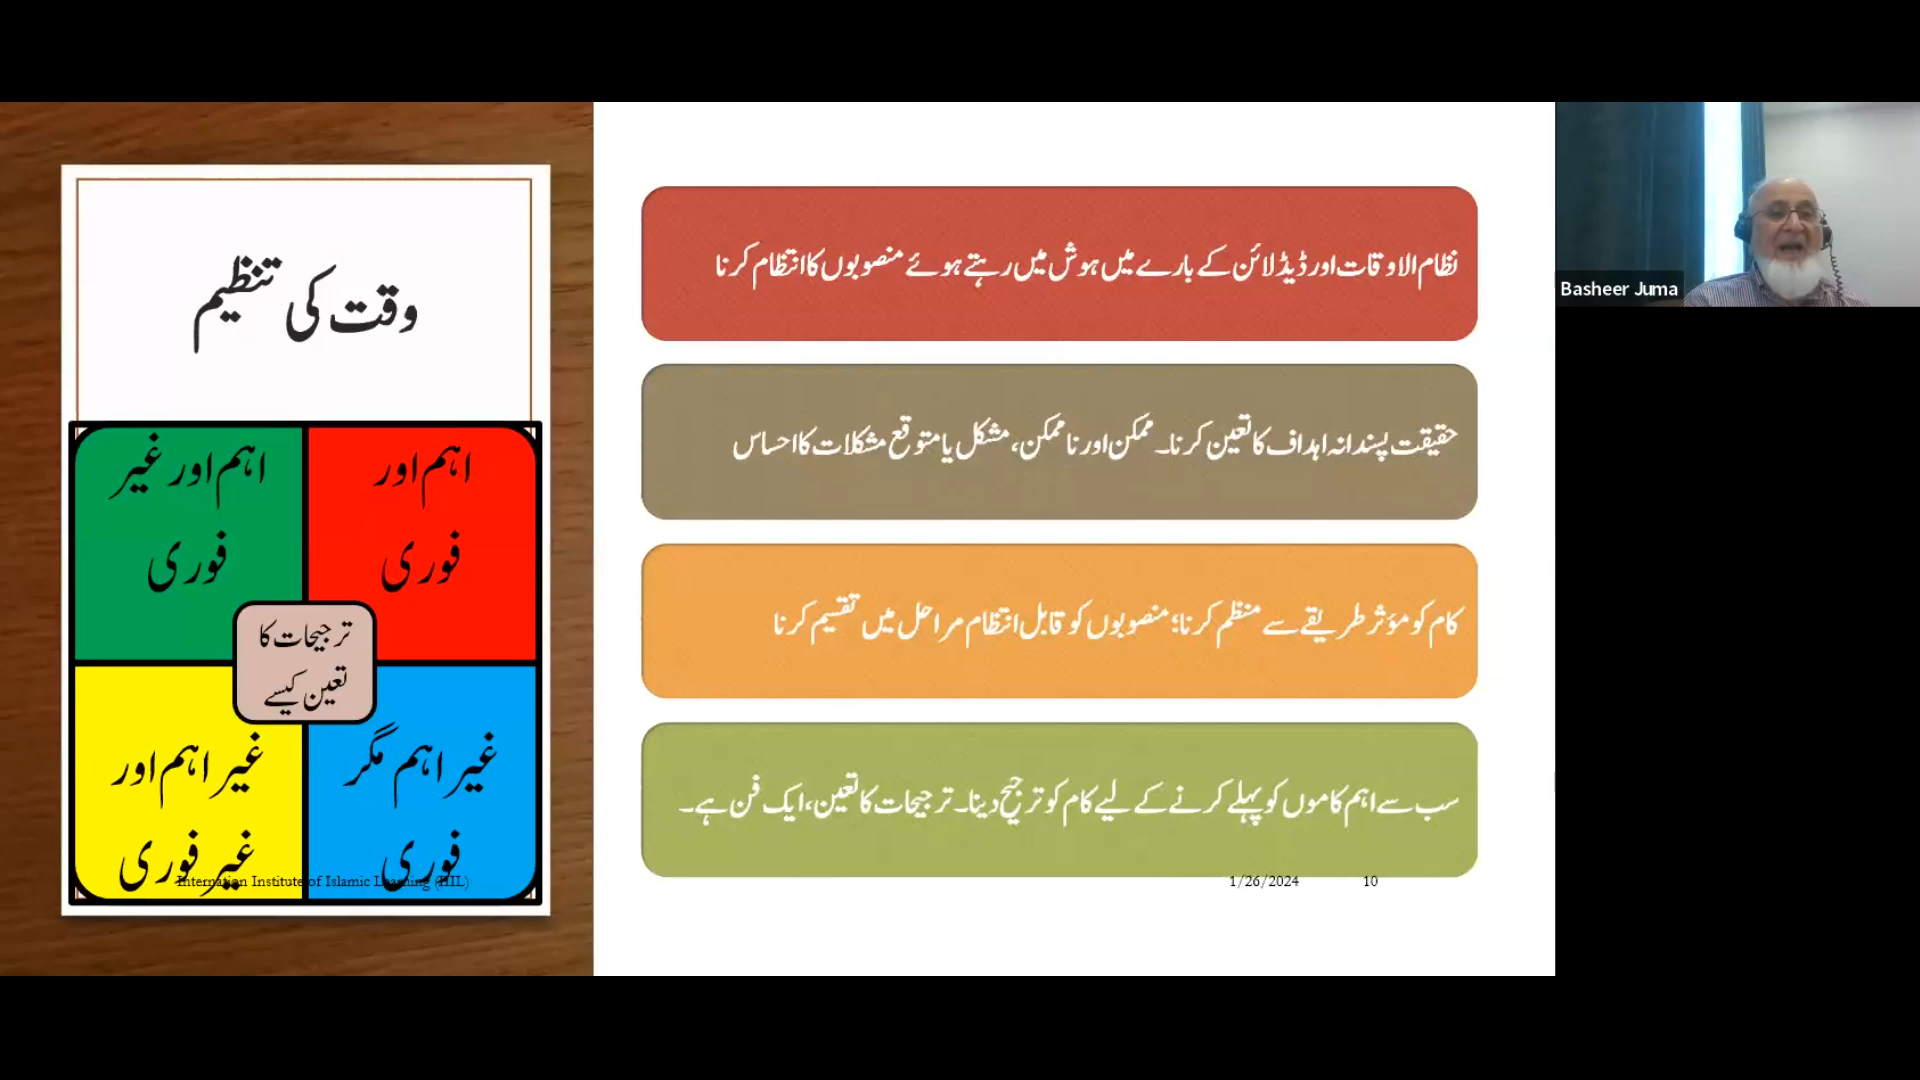 وقت کی تنظیم
اہم اور
فوری
اہم اور غیر
فوری
ترجیحات کا
تعین کیسے
غیر اہم مگر
فوری
غیر اہم اور
غیر فوری
نظام الاوقات اور ڈیڈ لائن کے بارے میں ہوش میں رہتے ہوئے منصوبوں کا انتظام کرنا
حقیقت پسندانہ اہداف کا تعین کرنا۔ ممکن اور ناممکن، مشکل یا متوقع مشکلات کا احساس
کام کو مؤثر طریقے سے منظم کرنا؛ منصوبوں کو قابل انتظام مراحل میں تقسیم کرنا
سب سے اہم کاموں کو پہلے کرنے کے لیے کام کو ترجیح دینا۔ ترجیحات کا تعین، ایک فن ہے۔
Internation Institute of Islamic Learning (IIL)
1/26/2024
10
Basheer Juma